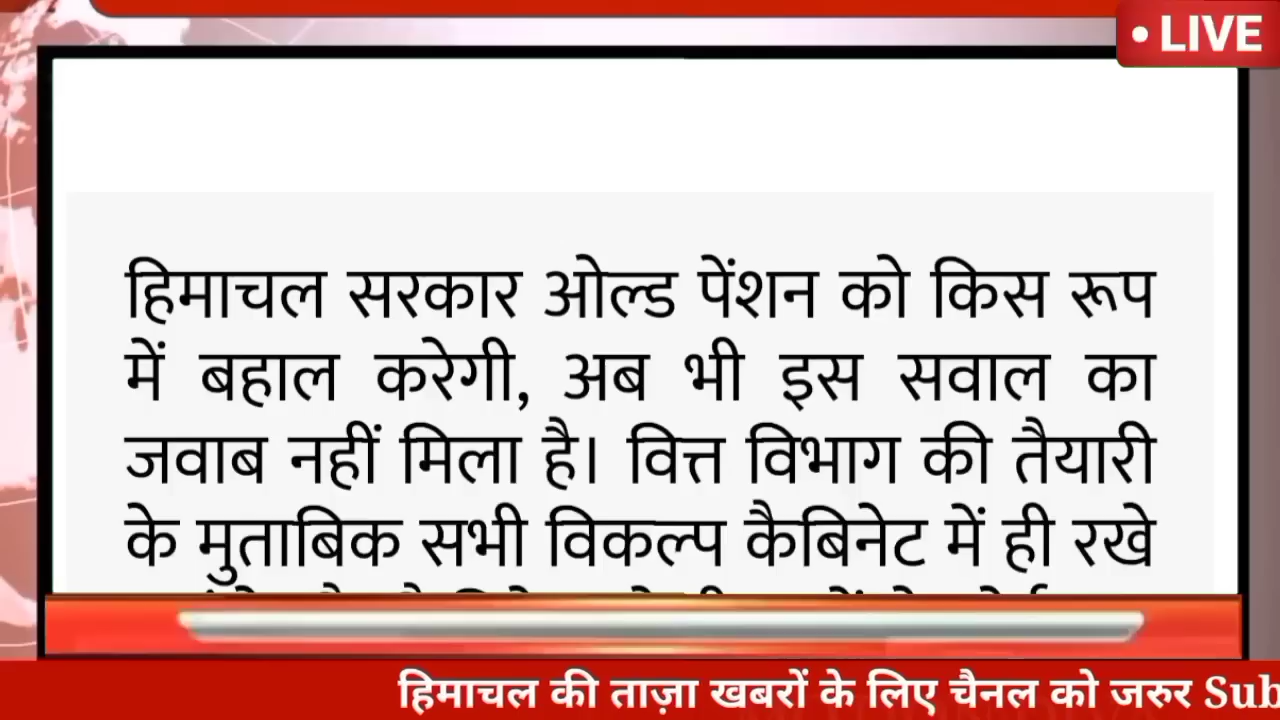 • LIVE
हिमाचल सरकार ओल्ड पेंशन को किस रूप
में बहाल करेगी, अब भी इस सवाल का
जवाब नहीं मिला है। वित्त विभाग की तैयारी
के मुताबिक सभी विकल्प कैबिनेट में ही रखे
हिमाचल की ताज़ा खबरों के लिए चैनल को जरुर Sub